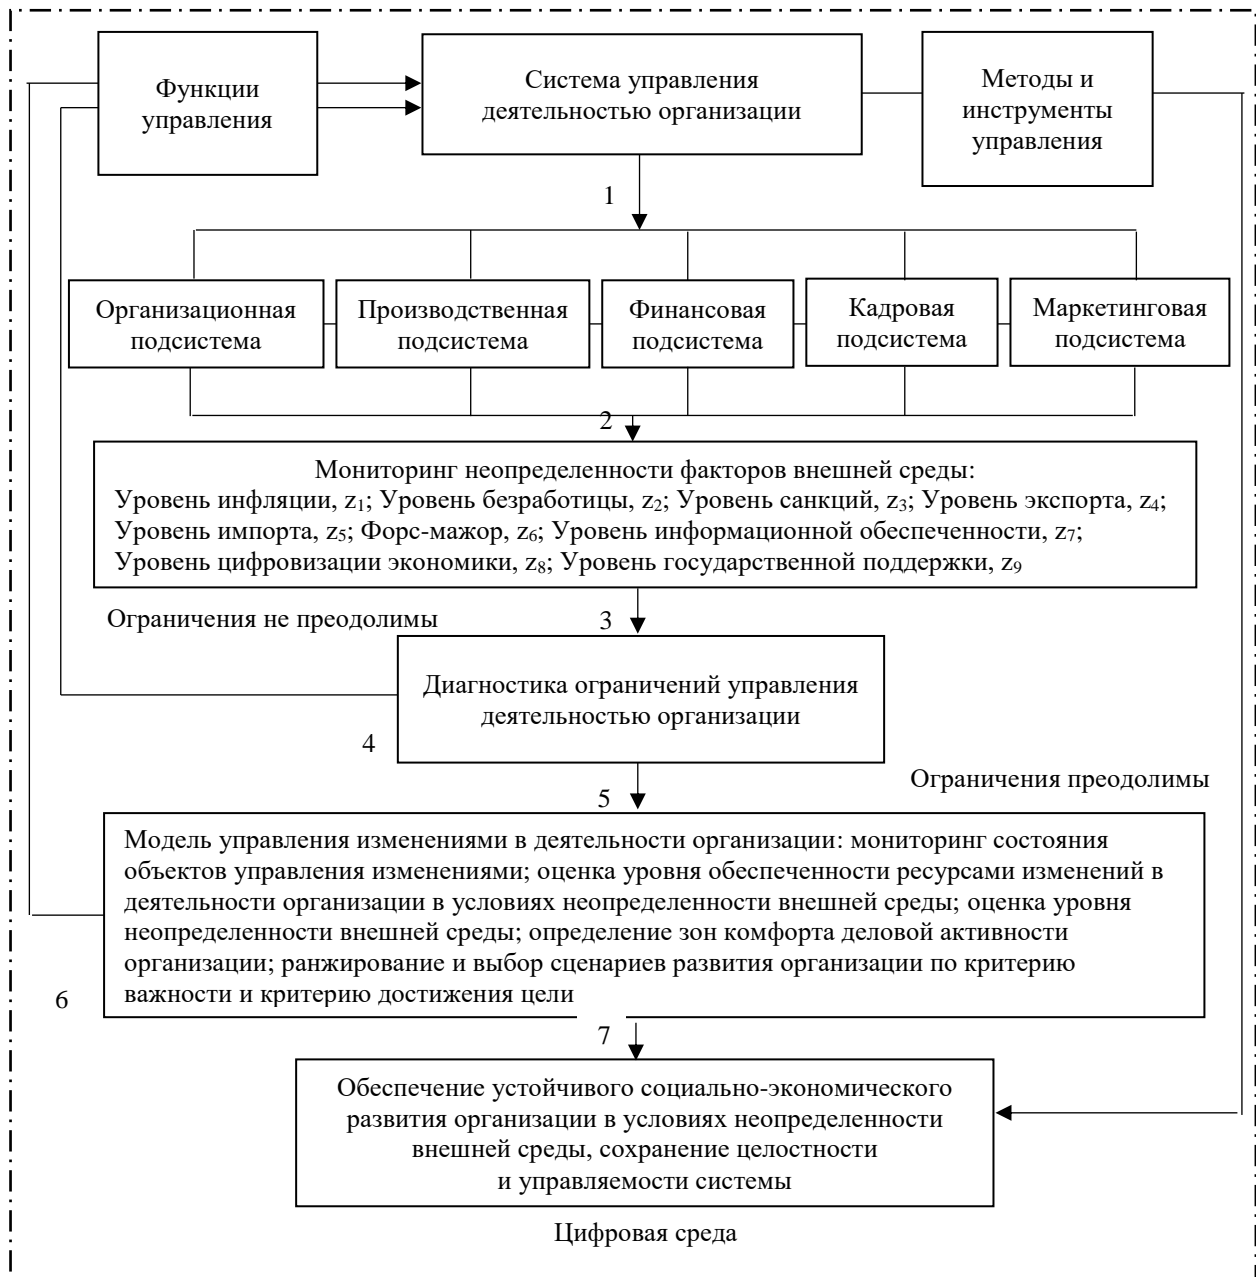 Функции
управления
Система управления
деятельностью организации
Методы и
инструменты
управления
1
Организационная
подсистема
Производственная
подсистема
Финансовая
подсистема
Кадровая
подсистема
Маркетинговая
подсистема
2
Мониторинг неопределенности факторов внешней среды:
Уровень инфляции, z₁; Уровень безработицы, z₂; Уровень санкций, z₃; Уровень экспорта, z₄;
Уровень импорта, z₅; Форс-мажор, z₆; Уровень информационной обеспеченности, z₇;
Уровень цифровизации экономики, z₈; Уровень государственной поддержки, z₉
Ограничения не преодолимы
3
Диагностика ограничений управления
деятельностью организации
4
Ограничения преодолимы
5
Модель управления изменениями в деятельности организации: мониторинг состояния
объектов управления изменениями; оценка уровня обеспеченности ресурсами изменений в
деятельности организации в условиях неопределенности внешней среды; оценка уровня
неопределенности внешней среды; определение зон комфорта деловой активности
организации; ранжирование и выбор сценариев развития организации по критерию
важности и критерию достижения цели
6
7
Обеспечение устойчивого социально-экономического
развития организации в условиях неопределенности
внешней среды, сохранение целостности
и управляемости системы
Цифровая среда